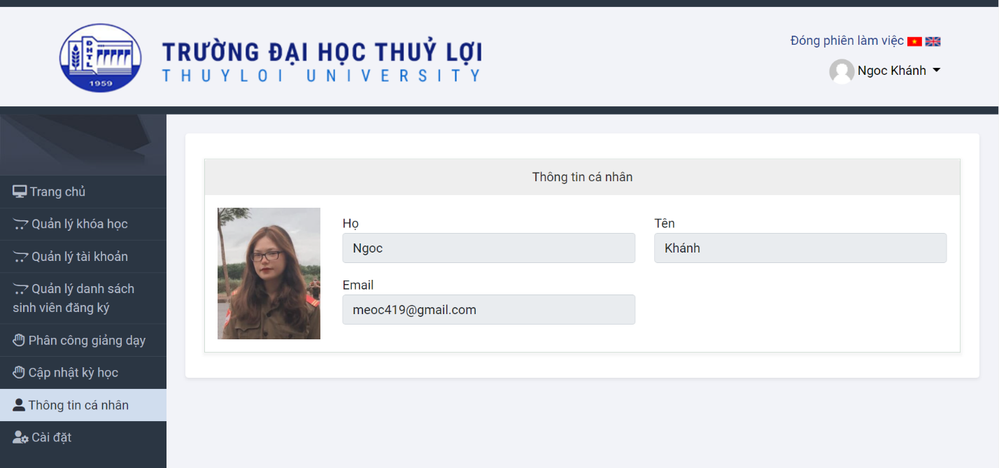 TRƯỜNG ĐẠI HỌC THUỶ LỢI
THUYLOI UNIVERSITY
ĐHTL
1959
Đóng phiên làm việc
Ngoc Khánh
Trang chủ
Quản lý khóa học
Quản lý tài khoản
Quản lý danh sách
sinh viên đăng ký
Phân công giảng dạy
Cập nhật kỳ học
Thông tin cá nhân
Cài đặt
Thông tin cá nhân
Họ
Ngoc
Tên
Khánh
Email
meoc419@gmail.com